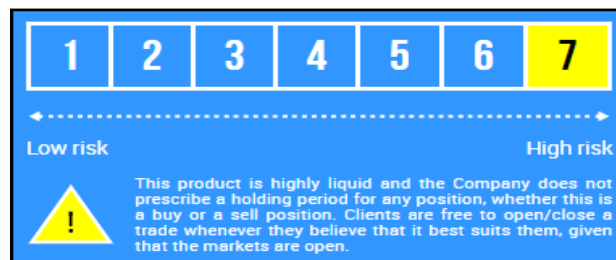 1 2 3 4 5 6 7
Low risk High risk
This product is highly liquid and the Company does not
prescribe a holding period for any position, whether this is
a buy or a sell position. Clients are free to open/close a
trade whenever they believe that it best suits them, given
that the markets are open.
!